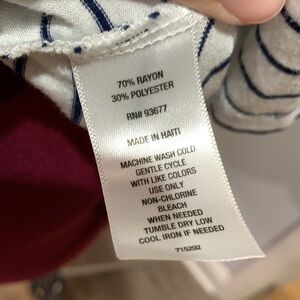 70% RAYON
30% POLYESTER
RN# 93677
MADE IN HAITI
MACHINE WASH COLD
GENTLE CYCLE
WITH LIKE COLORS
USE ONLY
NON-CHLORINE
BLEACH
WHEN NEEDED
TUMBLE DRY LOW
COOL IRON IF NEEDED
715292